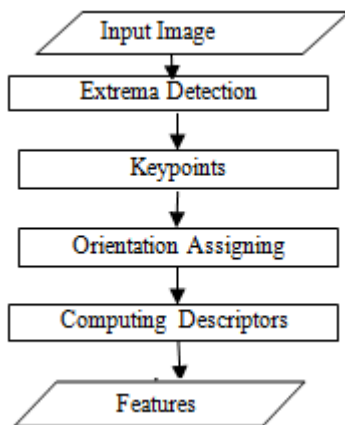 Input Image
Extrema Detection
Keypoints
Orientation Assigning
Computing Descriptors
Features